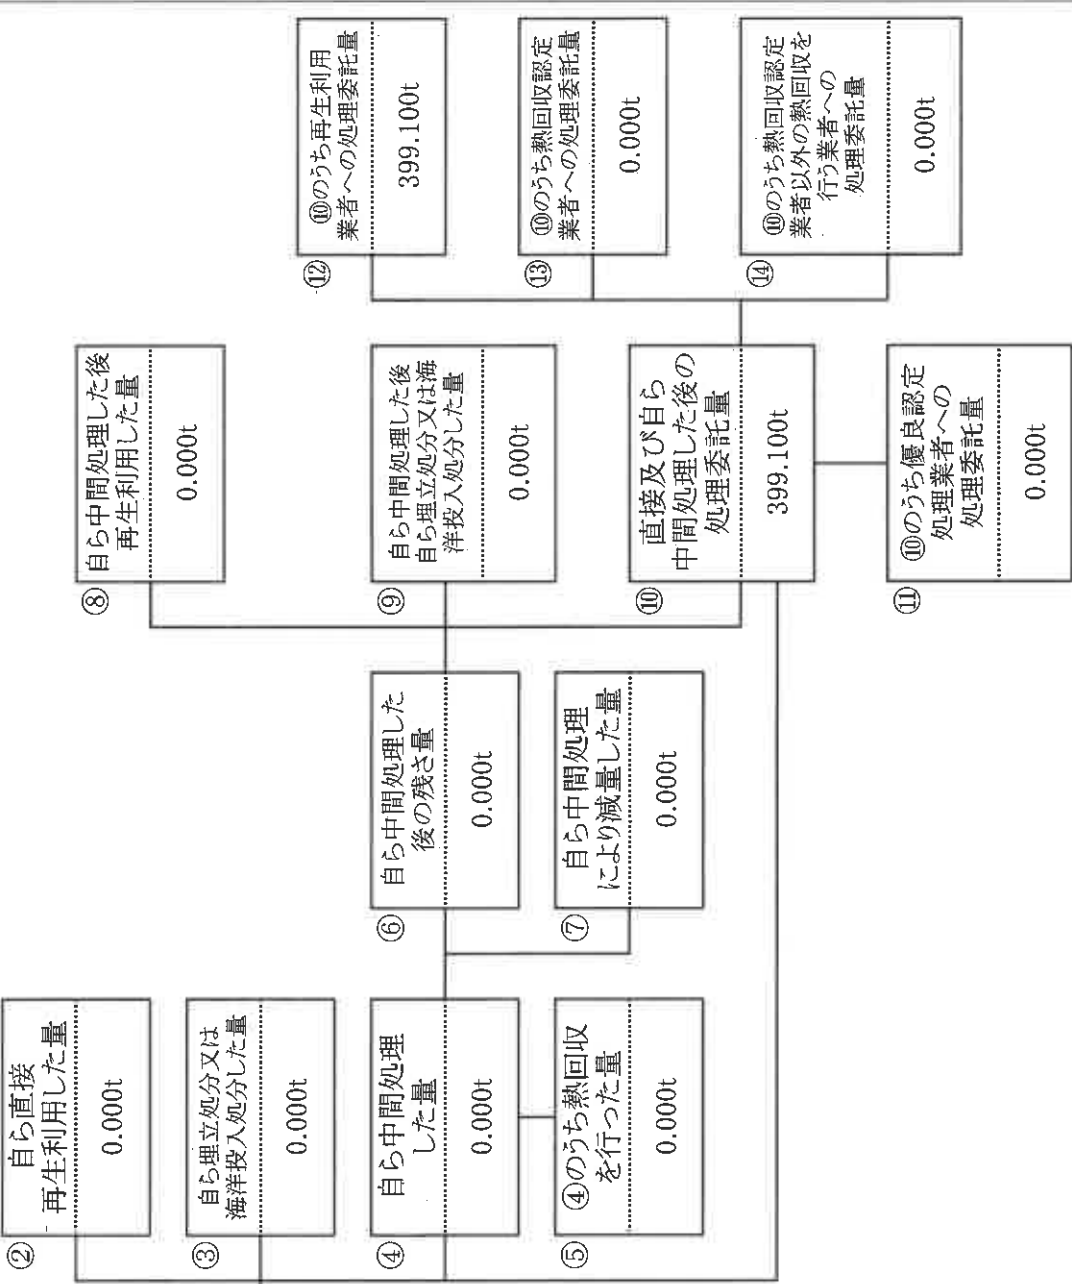 ②
自ら直接
再生利用した量
0.000t
③
自ら埋立処分又は
海洋投入処分した量
0.000t
④
自ら中間処理
した量
0.000t
⑤
④のうち熱回収
を行った量
0.000t
⑥
自ら中間処理した
後の残さ量
0.000t
⑦
自ら中間処理
により減量した量
0.000t
⑧
自ら中間処理した後
再生利用した量
0.000t
⑨
自ら中間処理した後
自ら埋立処分又は海
洋投入処分した量
0.000t
⑩
直接及び自ら
中間処理した後の
処理委託量
399.100t
⑪
⑩のうち優良認定
処理業者への
処理委託量
0.000t
⑫
⑩のうち再生利用
業者への処理委託量
399.100t
⑬
⑩のうち熱回収認定
業者への処理委託量
0.000t
⑭
⑩のうち熱回収認定
業者以外の熱回収を
行う業者への
処理委託量
0.000t